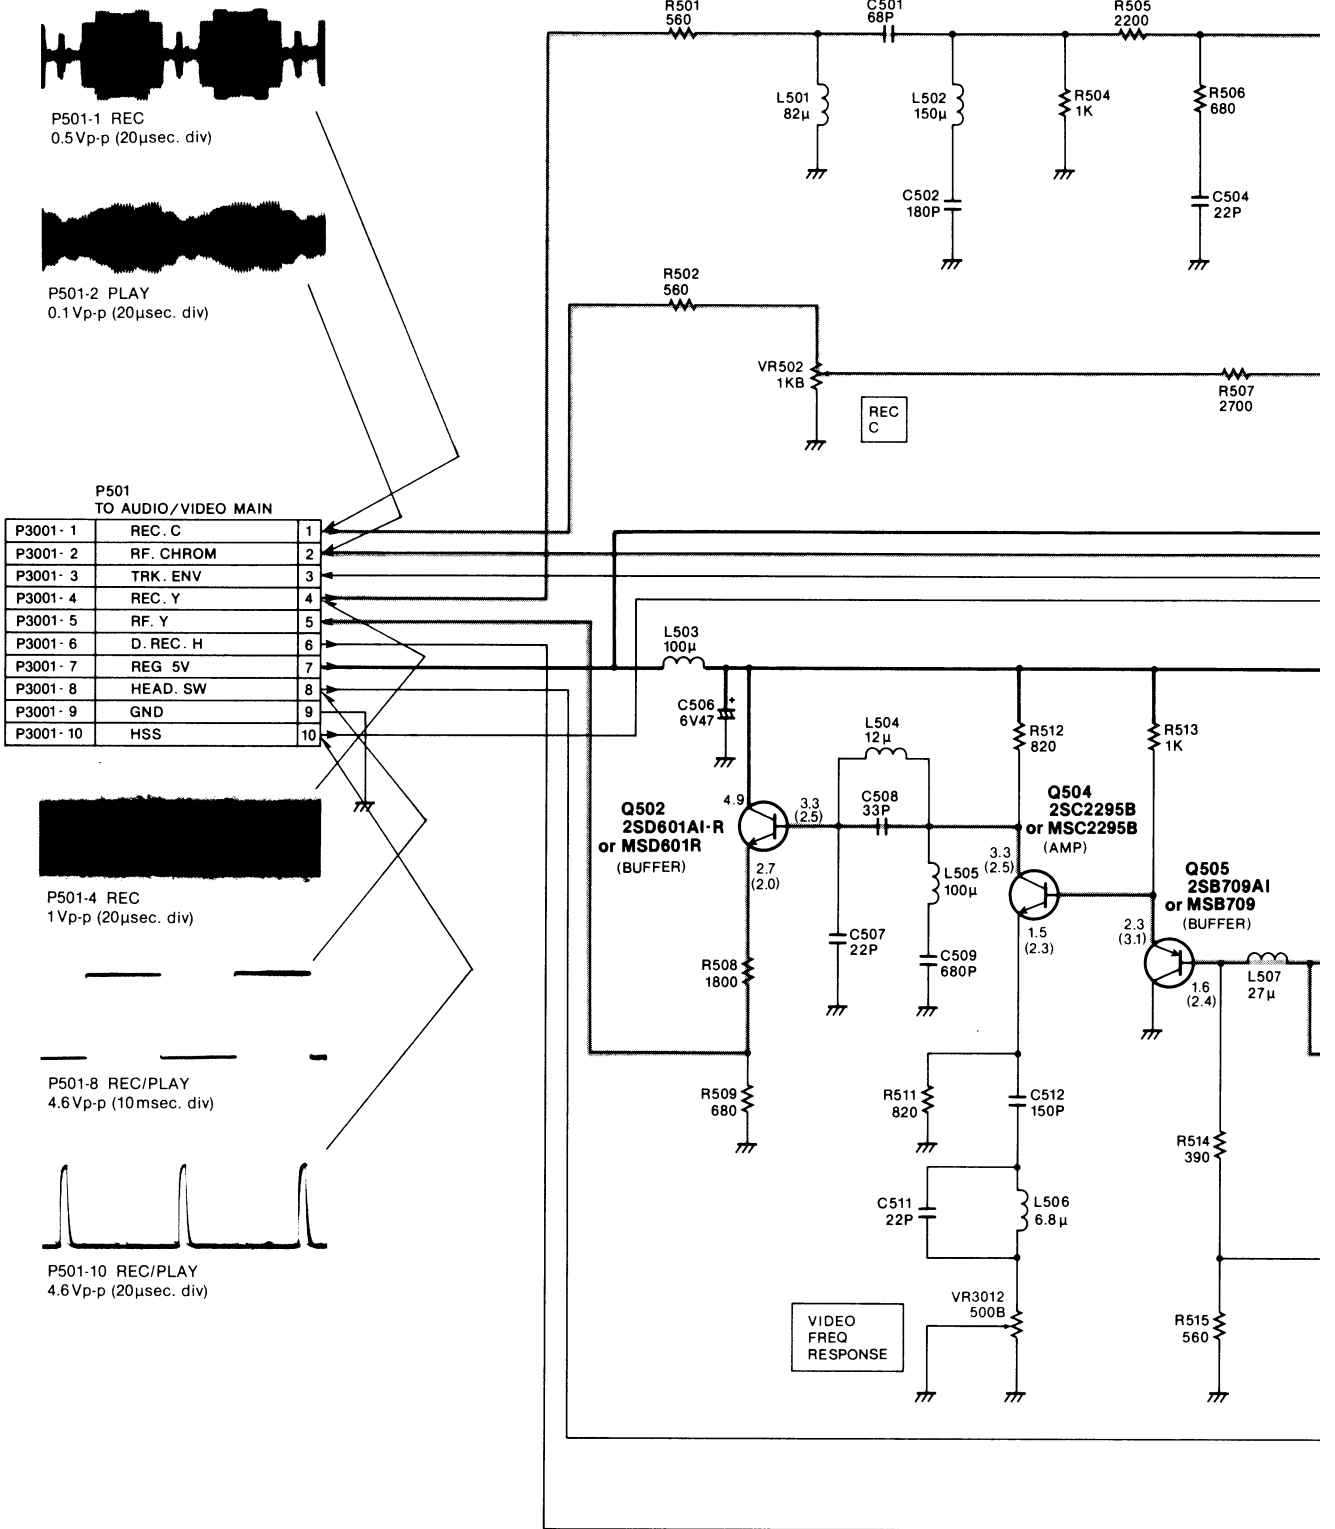 R501
560
C501
68P
R505
2200
L501
82μ
L502
150μ
R504
1K
R506
680
C502
180P
C504
22P
P501-1 REC
0.5Vp-p (20μsec. div)
P501-2 PLAY
0.1Vp-p (20μsec. div)
R502
560
VR502
1KB
REC
C
R507
2700
P501
TO AUDIO/VIDEO MAIN
P3001-1 REC. C 1
P3001-2 RF. CHROM 2
P3001-3 TRK. ENV 3
P3001-4 REC. Y 4
P3001-5 RF. Y 5
P3001-6 D. REC. H 6
P3001-7 REG 5V 7
P3001-8 HEAD. SW 8
P3001-9 GND 9
P3001-10 HSS 10
L503
100μ
C506
6V47
+
L504
12μ
C508
33P
R512
820
R513
1K
Q502
2SD601AI-R
or MSD601R
(BUFFER)
4.9
3.3
(2.5)
2.7
(2.0)
Q504
2SC2295B
or MSC2295B
(AMP)
3.3
(2.5)
1.5
(2.3)
L505
100μ
Q505
2SB709AI
or MSB709
(BUFFER)
2.3
(3.1)
1.6
(2.4)
C507
22P
C509
680P
L507
27μ
R508
1800
P501-4 REC
1Vp-p (20μsec. div)
P501-8 REC/PLAY
4.6Vp-p (10msec. div)
R509
680
R511
820
C512
150P
R514
390
C511
22P
L506
6.8μ
P501-10 REC/PLAY
4.6Vp-p (20μsec. div)
VR3012
500B
VIDEO
FREQ
RESPONSE
R515
560